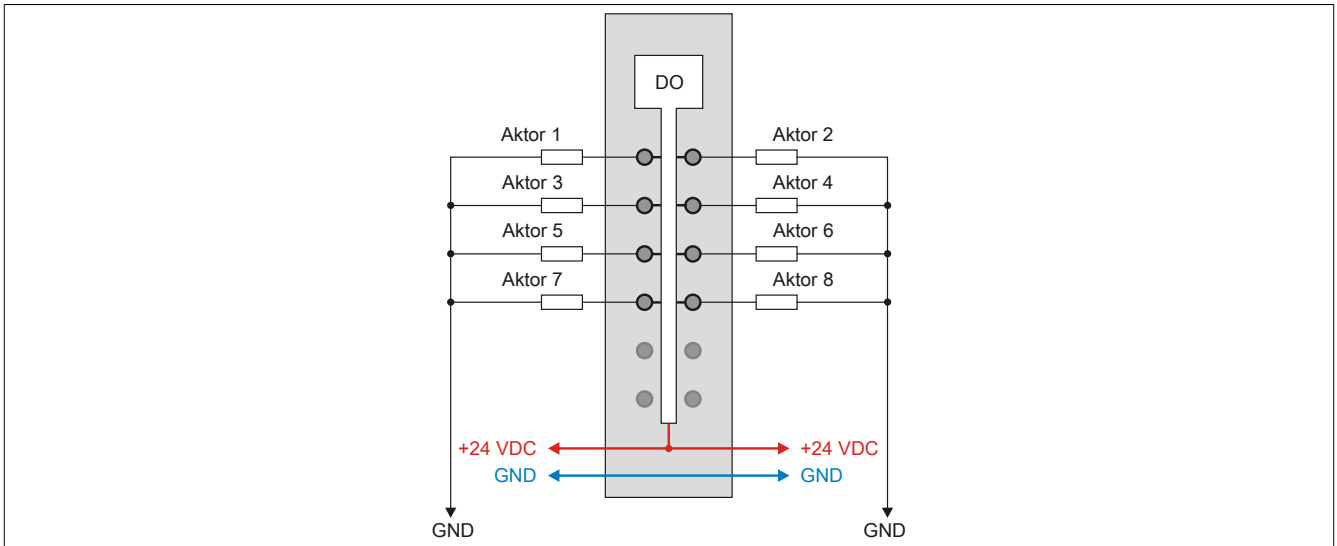 DO
Aktor 1
Aktor 2
Aktor 3
Aktor 4
Aktor 5
Aktor 6
Aktor 7
Aktor 8
+24 VDC
+24 VDC
GND
GND
GND
GND